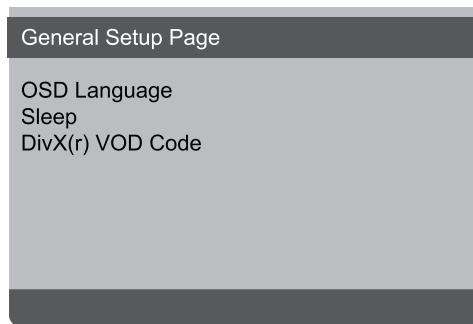 General Setup Page
OSD Language
Sleep
DivX(r) VOD Code